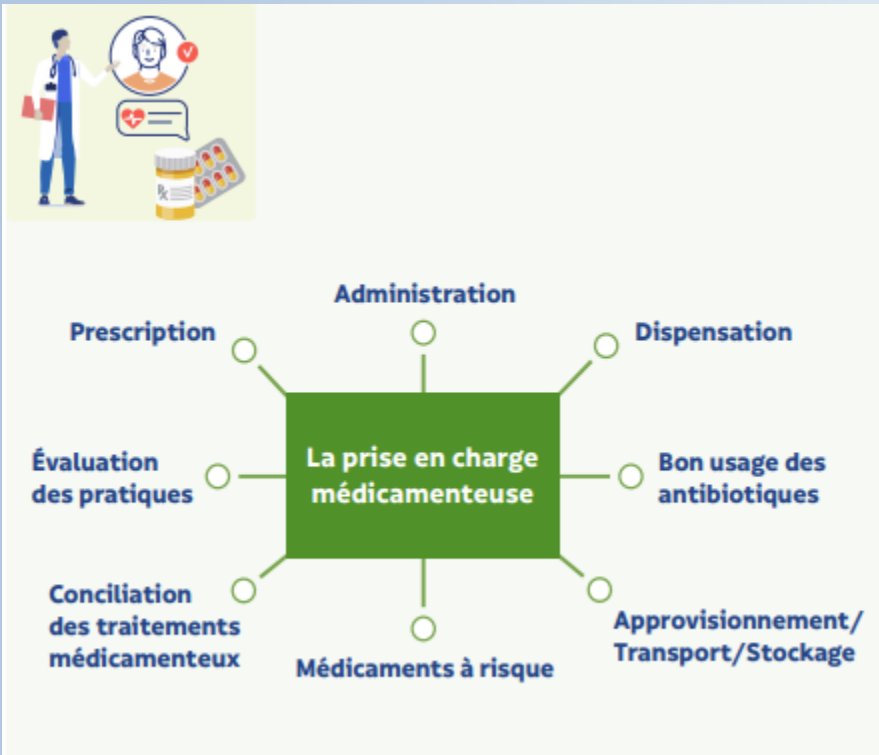 Rx
Administration
Prescription
Dispensation
La prise en charge
médicamenteuse
Évaluation
des pratiques
Bon usage des
antibiotiques
Conciliation
des traitements
médicamenteux
Approvisionnement/
Transport/Stockage
Médicaments à risque